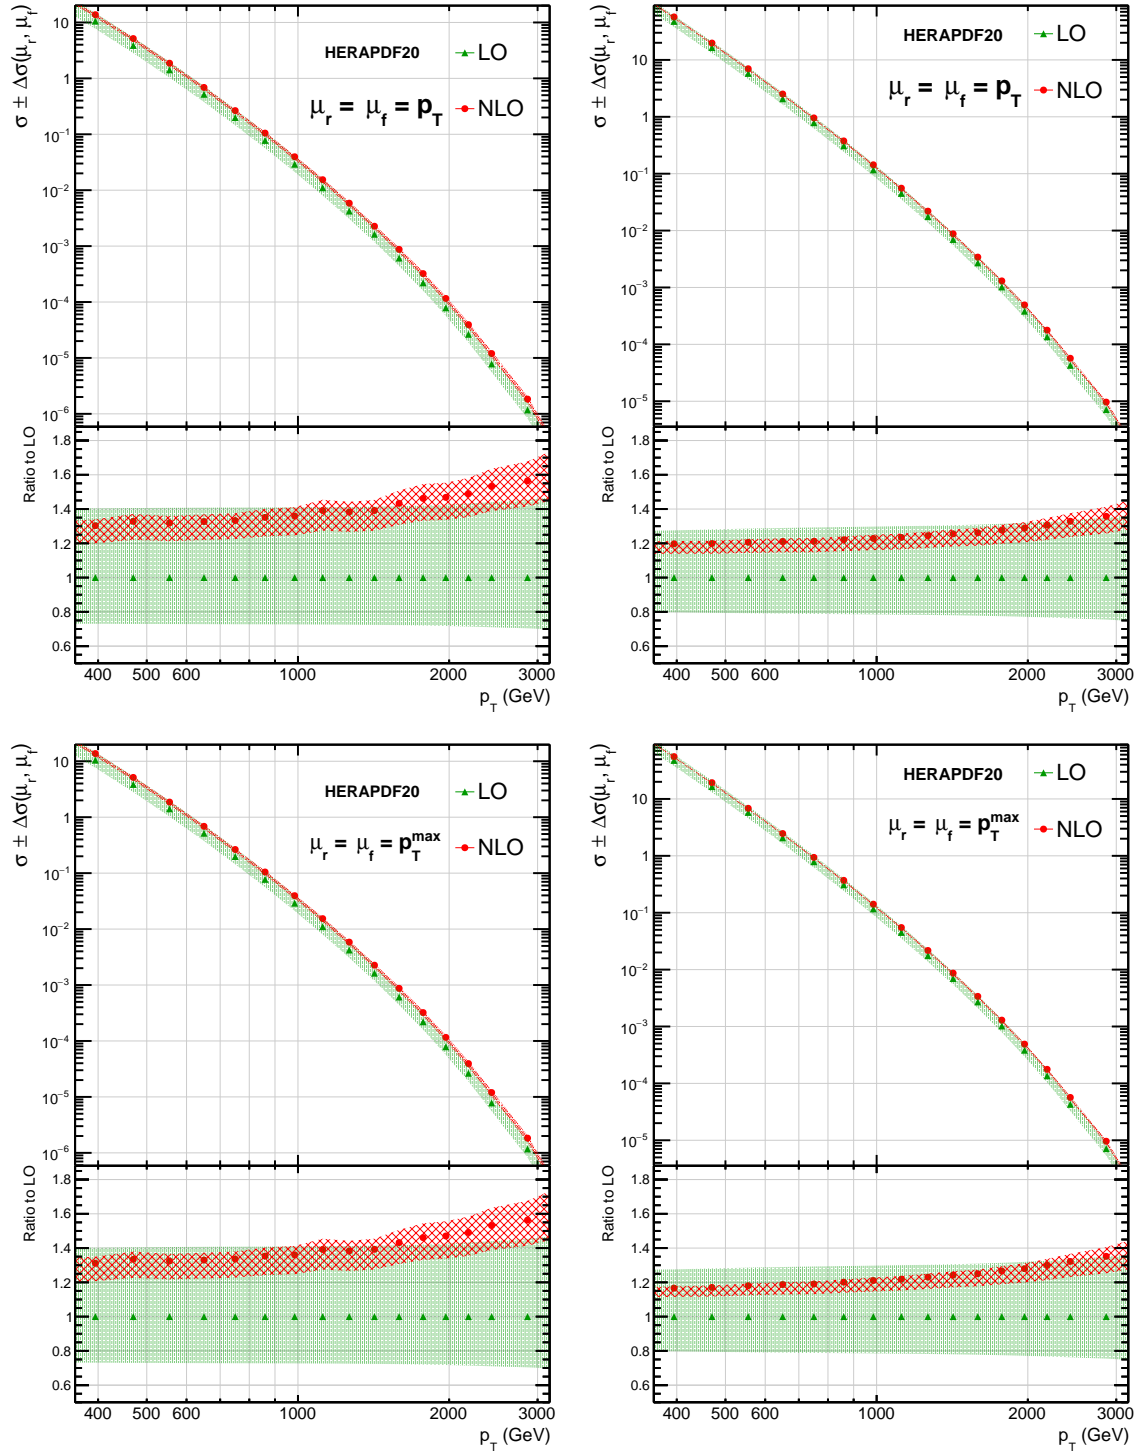 σ ± Δσ(μr, μf)
10
1
10⁻¹
10⁻²
10⁻³
10⁻⁴
10⁻⁵
10⁻⁶
HERAPDF20
LO
μr = μf = pT
NLO
Ratio to LO
1.8
1.6
1.4
1.2
1
0.8
0.6
400 500 600 1000 2000 3000
pT (GeV)
σ ± Δσ(μr, μf)
10
1
10⁻¹
10⁻²
10⁻³
10⁻⁴
10⁻⁵
HERAPDF20
LO
μr = μf = pT
NLO
Ratio to LO
1.8
1.6
1.4
1.2
1
0.8
0.6
400 500 600 1000 2000 3000
pT (GeV)
σ ± Δσ(μr, μf)
10
1
10⁻¹
10⁻²
10⁻³
10⁻⁴
10⁻⁵
10⁻⁶
HERAPDF20
LO
μr = μf = pT^max
NLO
Ratio to LO
1.8
1.6
1.4
1.2
1
0.8
0.6
400 500 600 1000 2000 3000
pT (GeV)
σ ± Δσ(μr, μf)
10
1
10⁻¹
10⁻²
10⁻³
10⁻⁴
10⁻⁵
HERAPDF20
LO
μr = μf = pT^max
NLO
Ratio to LO
1.8
1.6
1.4
1.2
1
0.8
0.6
400 500 600 1000 2000 3000
pT (GeV)